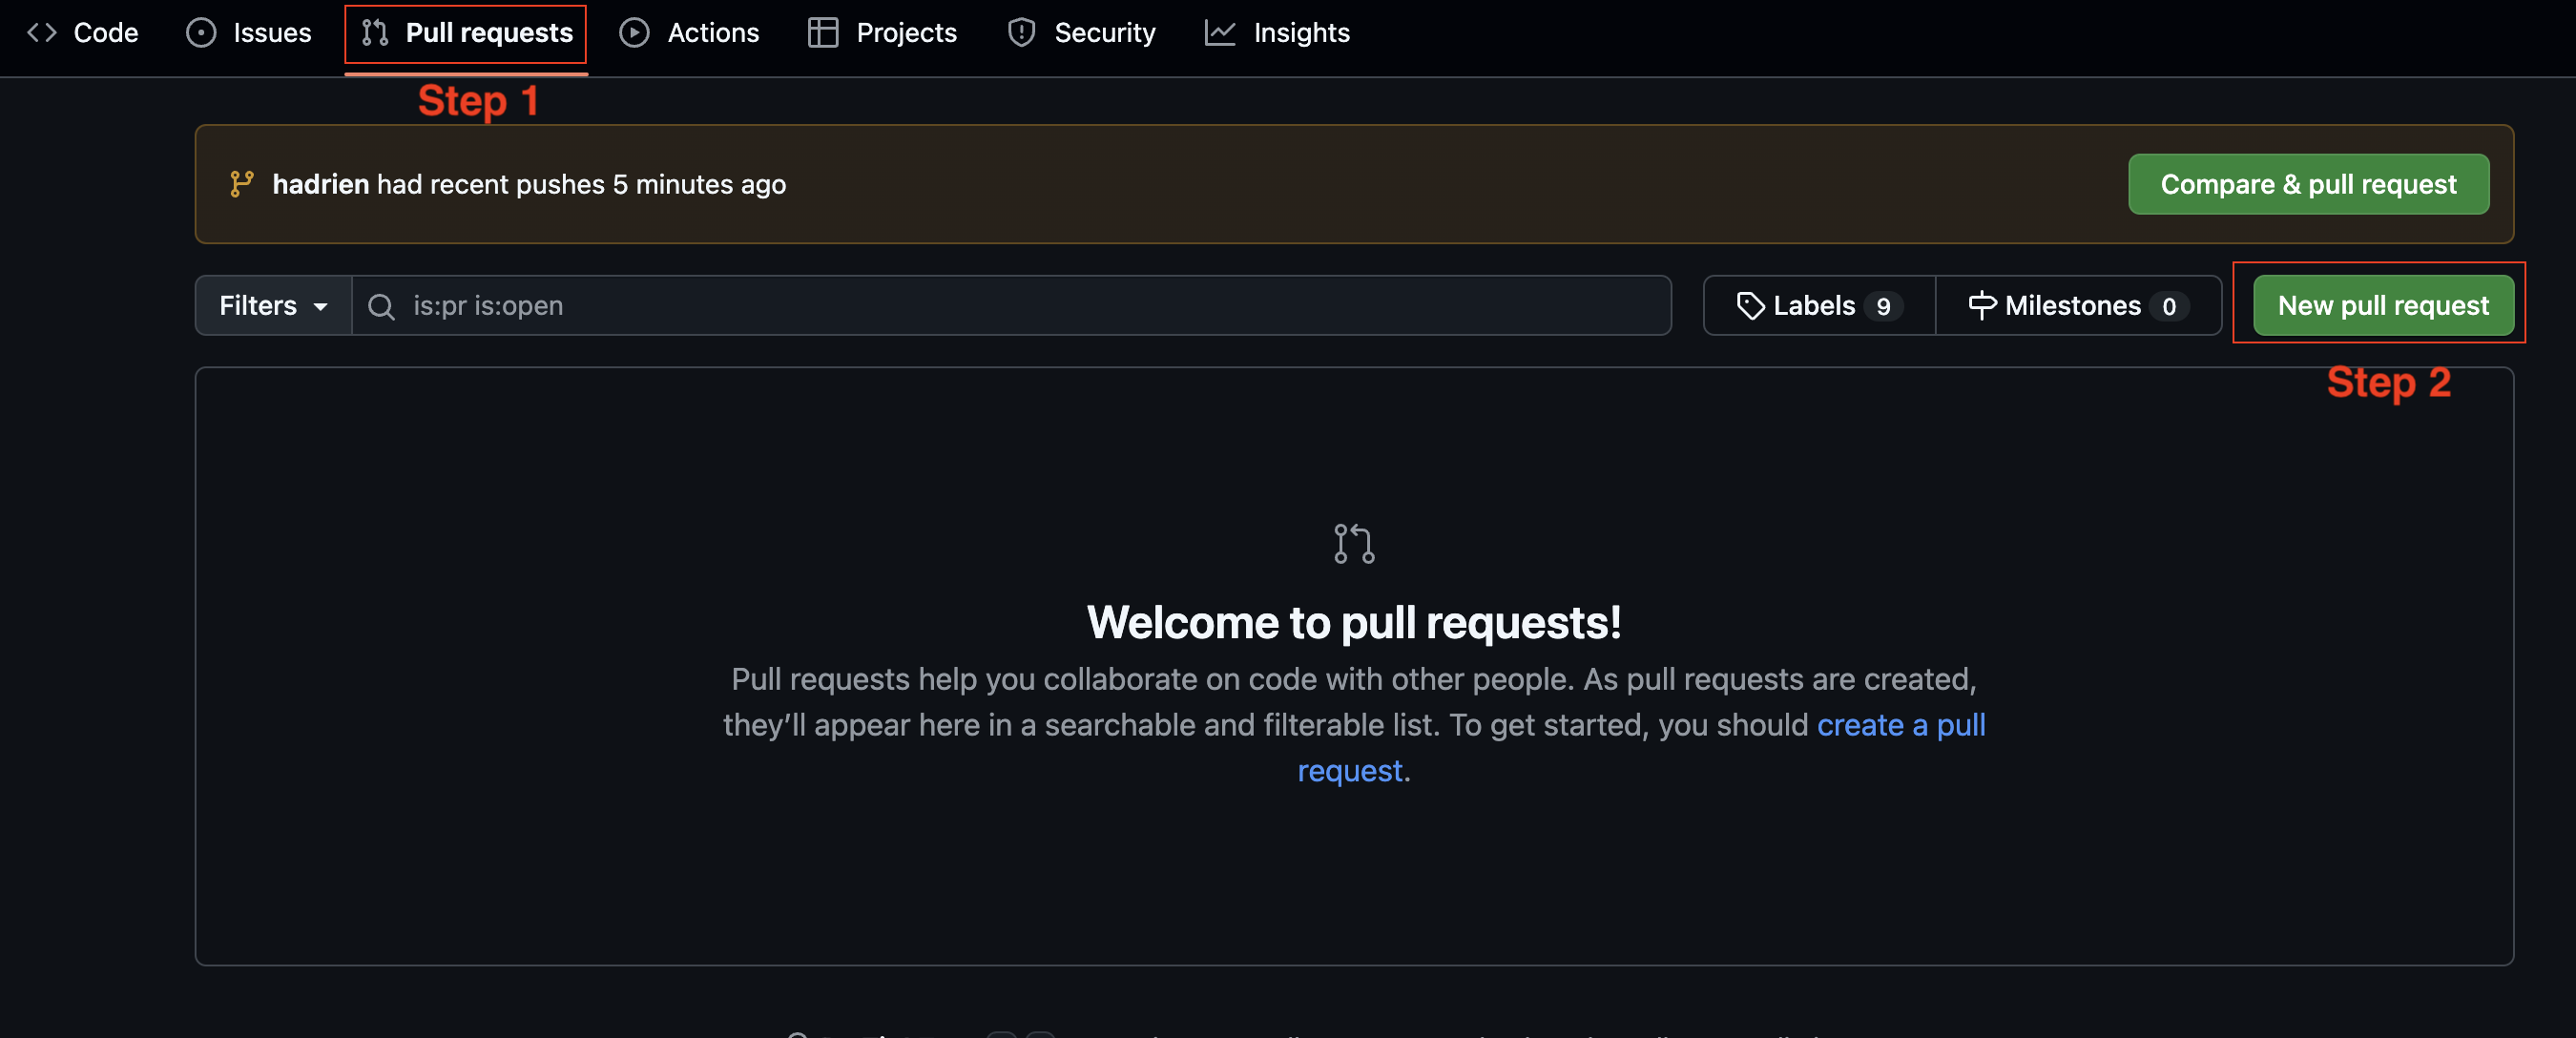 Code Issues Pull requests Actions Projects Security Insights
Step 1
hadrien had recent pushes 5 minutes ago Compare & pull request
Filters is:pr is:open Labels 9 Milestones 0 New pull request
Step 2
Welcome to pull requests!
Pull requests help you collaborate on code with other people. As pull requests are created,
they’ll appear here in a searchable and filterable list. To get started, you should create a pull
request.